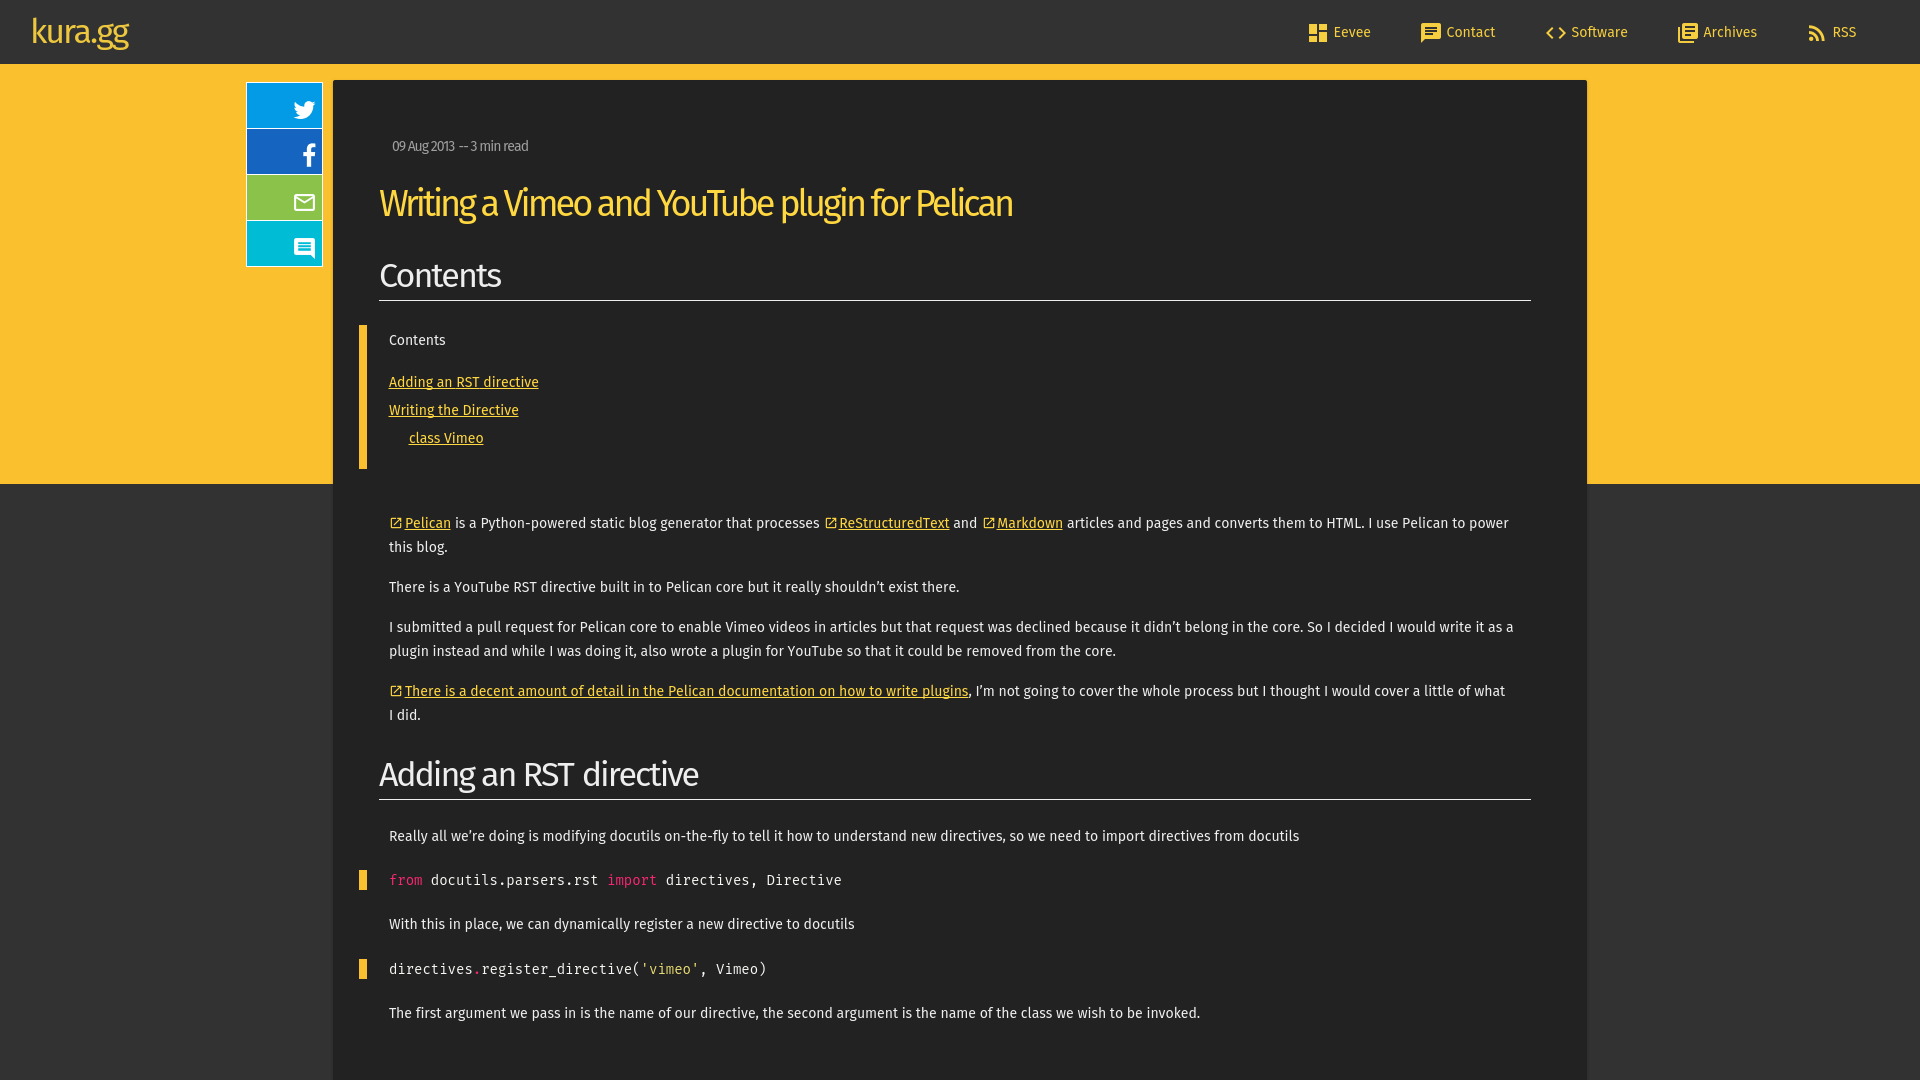 kura.gg
Eevee
Contact
Software
Archives
RSS
09 Aug 2013 -- 3 min read
Writing a Vimeo and YouTube plugin for Pelican
Contents
Contents
Adding an RST directive
Writing the Directive
class Vimeo
Pelican is a Python-powered static blog generator that processes ReStructuredText and Markdown articles and pages and converts them to HTML. I use Pelican to power
this blog.
There is a YouTube RST directive built in to Pelican core but it really shouldn’t exist there.
I submitted a pull request for Pelican core to enable Vimeo videos in articles but that request was declined because it didn’t belong in the core. So I decided I would write it as a
plugin instead and while I was doing it, also wrote a plugin for YouTube so that it could be removed from the core.
There is a decent amount of detail in the Pelican documentation on how to write plugins, I’m not going to cover the whole process but I thought I would cover a little of what
I did.
Adding an RST directive
Really all we’re doing is modifying docutils on-the-fly to tell it how to understand new directives, so we need to import directives from docutils
from docutils.parsers.rst import directives, Directive
With this in place, we can dynamically register a new directive to docutils
directives.register_directive('vimeo', Vimeo)
The first argument we pass in is the name of our directive, the second argument is the name of the class we wish to be invoked.